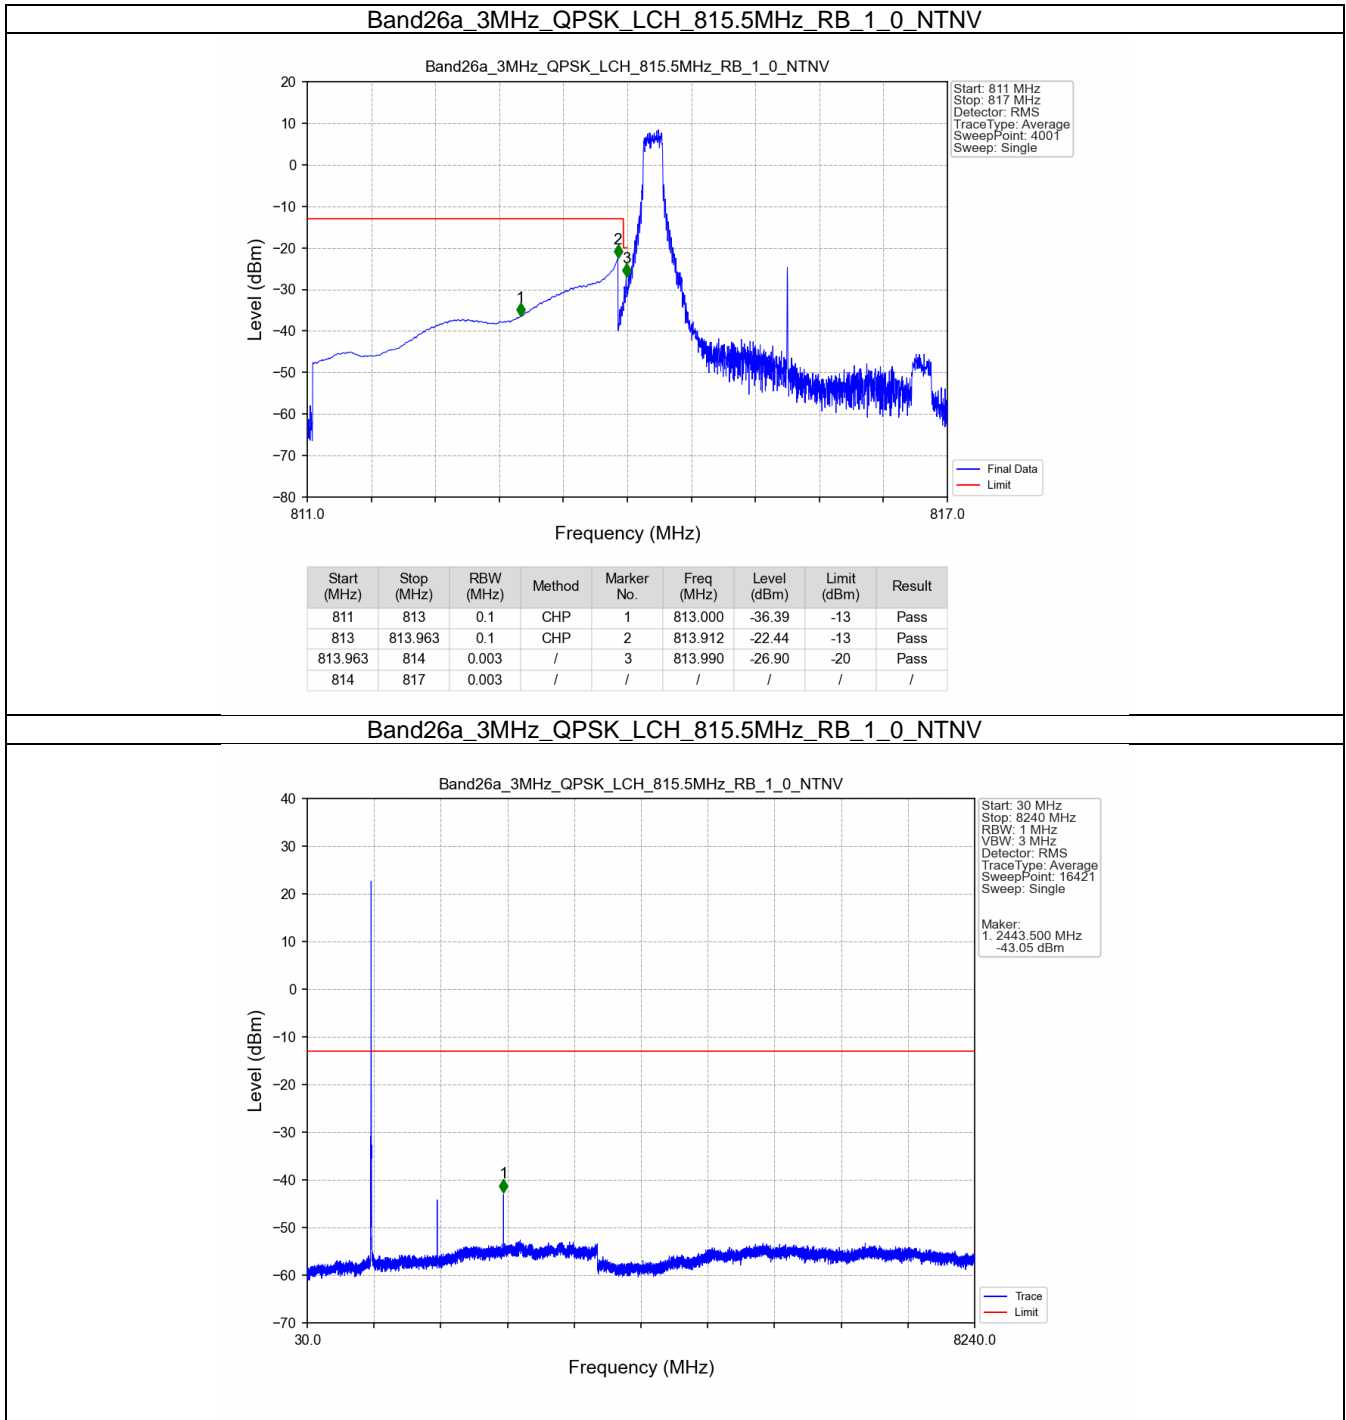 Band26a_3MHz_QPSK_LCH_815.5MHz_RB_1_0_NTNV
Band26a_3MHz_QPSK_LCH_815.5MHz_RB_1_0_NTNV
Start: 811 MHz
Stop: 817 MHz
Detector: RMS
TraceType: Average
SweepPoint: 4001
Sweep: Single
20
10
0
−10
−20
−30
−40
−50
−60
−70
−80
Level (dBm)
1
2
3
Final Data
Limit
811.0
817.0
Frequency (MHz)
Start (MHz) Stop (MHz) RBW (MHz) Method Marker No. Freq (MHz) Level (dBm) Limit (dBm) Result
811 813 0.1 CHP 1 813.000 -36.39 -13 Pass
813 813.963 0.1 CHP 2 813.912 -22.44 -13 Pass
813.963 814 0.003 / 3 813.990 -26.90 -20 Pass
814 817 0.003 / / / / / /
Band26a_3MHz_QPSK_LCH_815.5MHz_RB_1_0_NTNV
Band26a_3MHz_QPSK_LCH_815.5MHz_RB_1_0_NTNV
Start: 30 MHz
Stop: 8240 MHz
RBW: 1 MHz
VBW: 3 MHz
Detector: RMS
TraceType: Average
SweepPoint: 16421
Sweep: Single
Maker:
1. 2443.500 MHz
-43.05 dBm
40
30
20
10
0
−10
−20
−30
−40
−50
−60
−70
Level (dBm)
1
Trace
Limit
30.0
8240.0
Frequency (MHz)